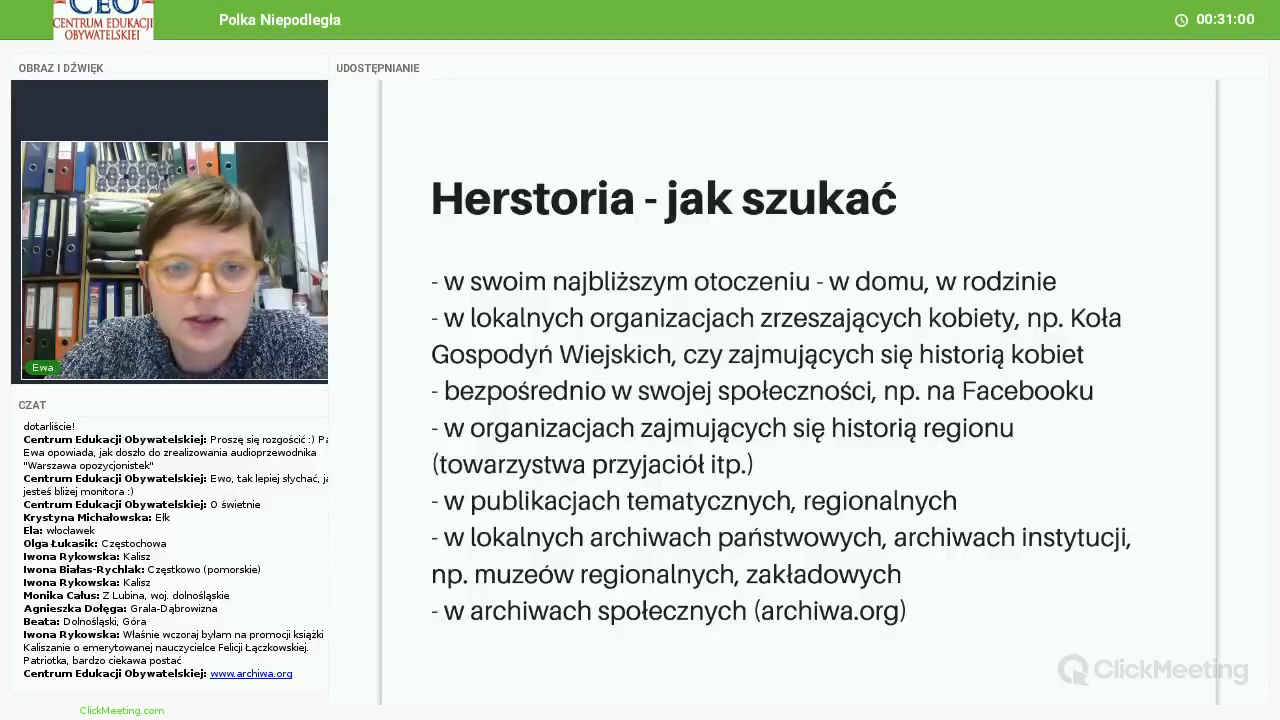 CEO
CENTRUM EDUKACJI
OBYWATELSKIEJ
Polka Niepodległa
00:31:00
OBRAZ I DŹWIĘK
UDOSTĘPNIANIE
Ewa
CZAT
dotarliście!
Centrum Edukacji Obywatelskiej: Proszę się rozgościć :) Pa
Ewa opowiada, jak doszło do zrealizowania audioprzewodnika
"Warszawa opozycjonistek"
Centrum Edukacji Obywatelskiej: Ewo, tak lepiej słychać, ja
jesteś bliżej monitora :)
Centrum Edukacji Obywatelskiej: O świetnie
Krystyna Michałowska: Ełk
Ela: włocławek
Olga Łukasik: Częstochowa
Iwona Rykowska: Kalisz
Iwona Białas-Rychlak: Częstkowo (pomorskie)
Iwona Rykowska: Kalisz
Monika Całus: Z Lubina, woj. dolnośląskie
Agnieszka Dołęga: Grala-Dąbrowizna
Beata: Dolnośląski, Góra
Iwona Rykowska: Właśnie wczoraj byłam na promocji książki
Kaliszanie o emerytowanej nauczycielce Felicji Łączkowskiej.
Patriotka, bardzo ciekawa postać
Centrum Edukacji Obywatelskiej: www.archiwa.org
ClickMeeting.com
Herstoria - jak szukać
- w swoim najbliższym otoczeniu - w domu, w rodzinie
- w lokalnych organizacjach zrzeszających kobiety, np. Koła
Gospodyń Wiejskich, czy zajmujących się historią kobiet
- bezpośrednio w swojej społeczności, np. na Facebooku
- w organizacjach zajmujących się historią regionu
(towarzystwa przyjaciół itp.)
- w publikacjach tematycznych, regionalnych
- w lokalnych archiwach państwowych, archiwach instytucji,
np. muzeów regionalnych, zakładowych
- w archiwach społecznych (archiwa.org)
ClickMeeting